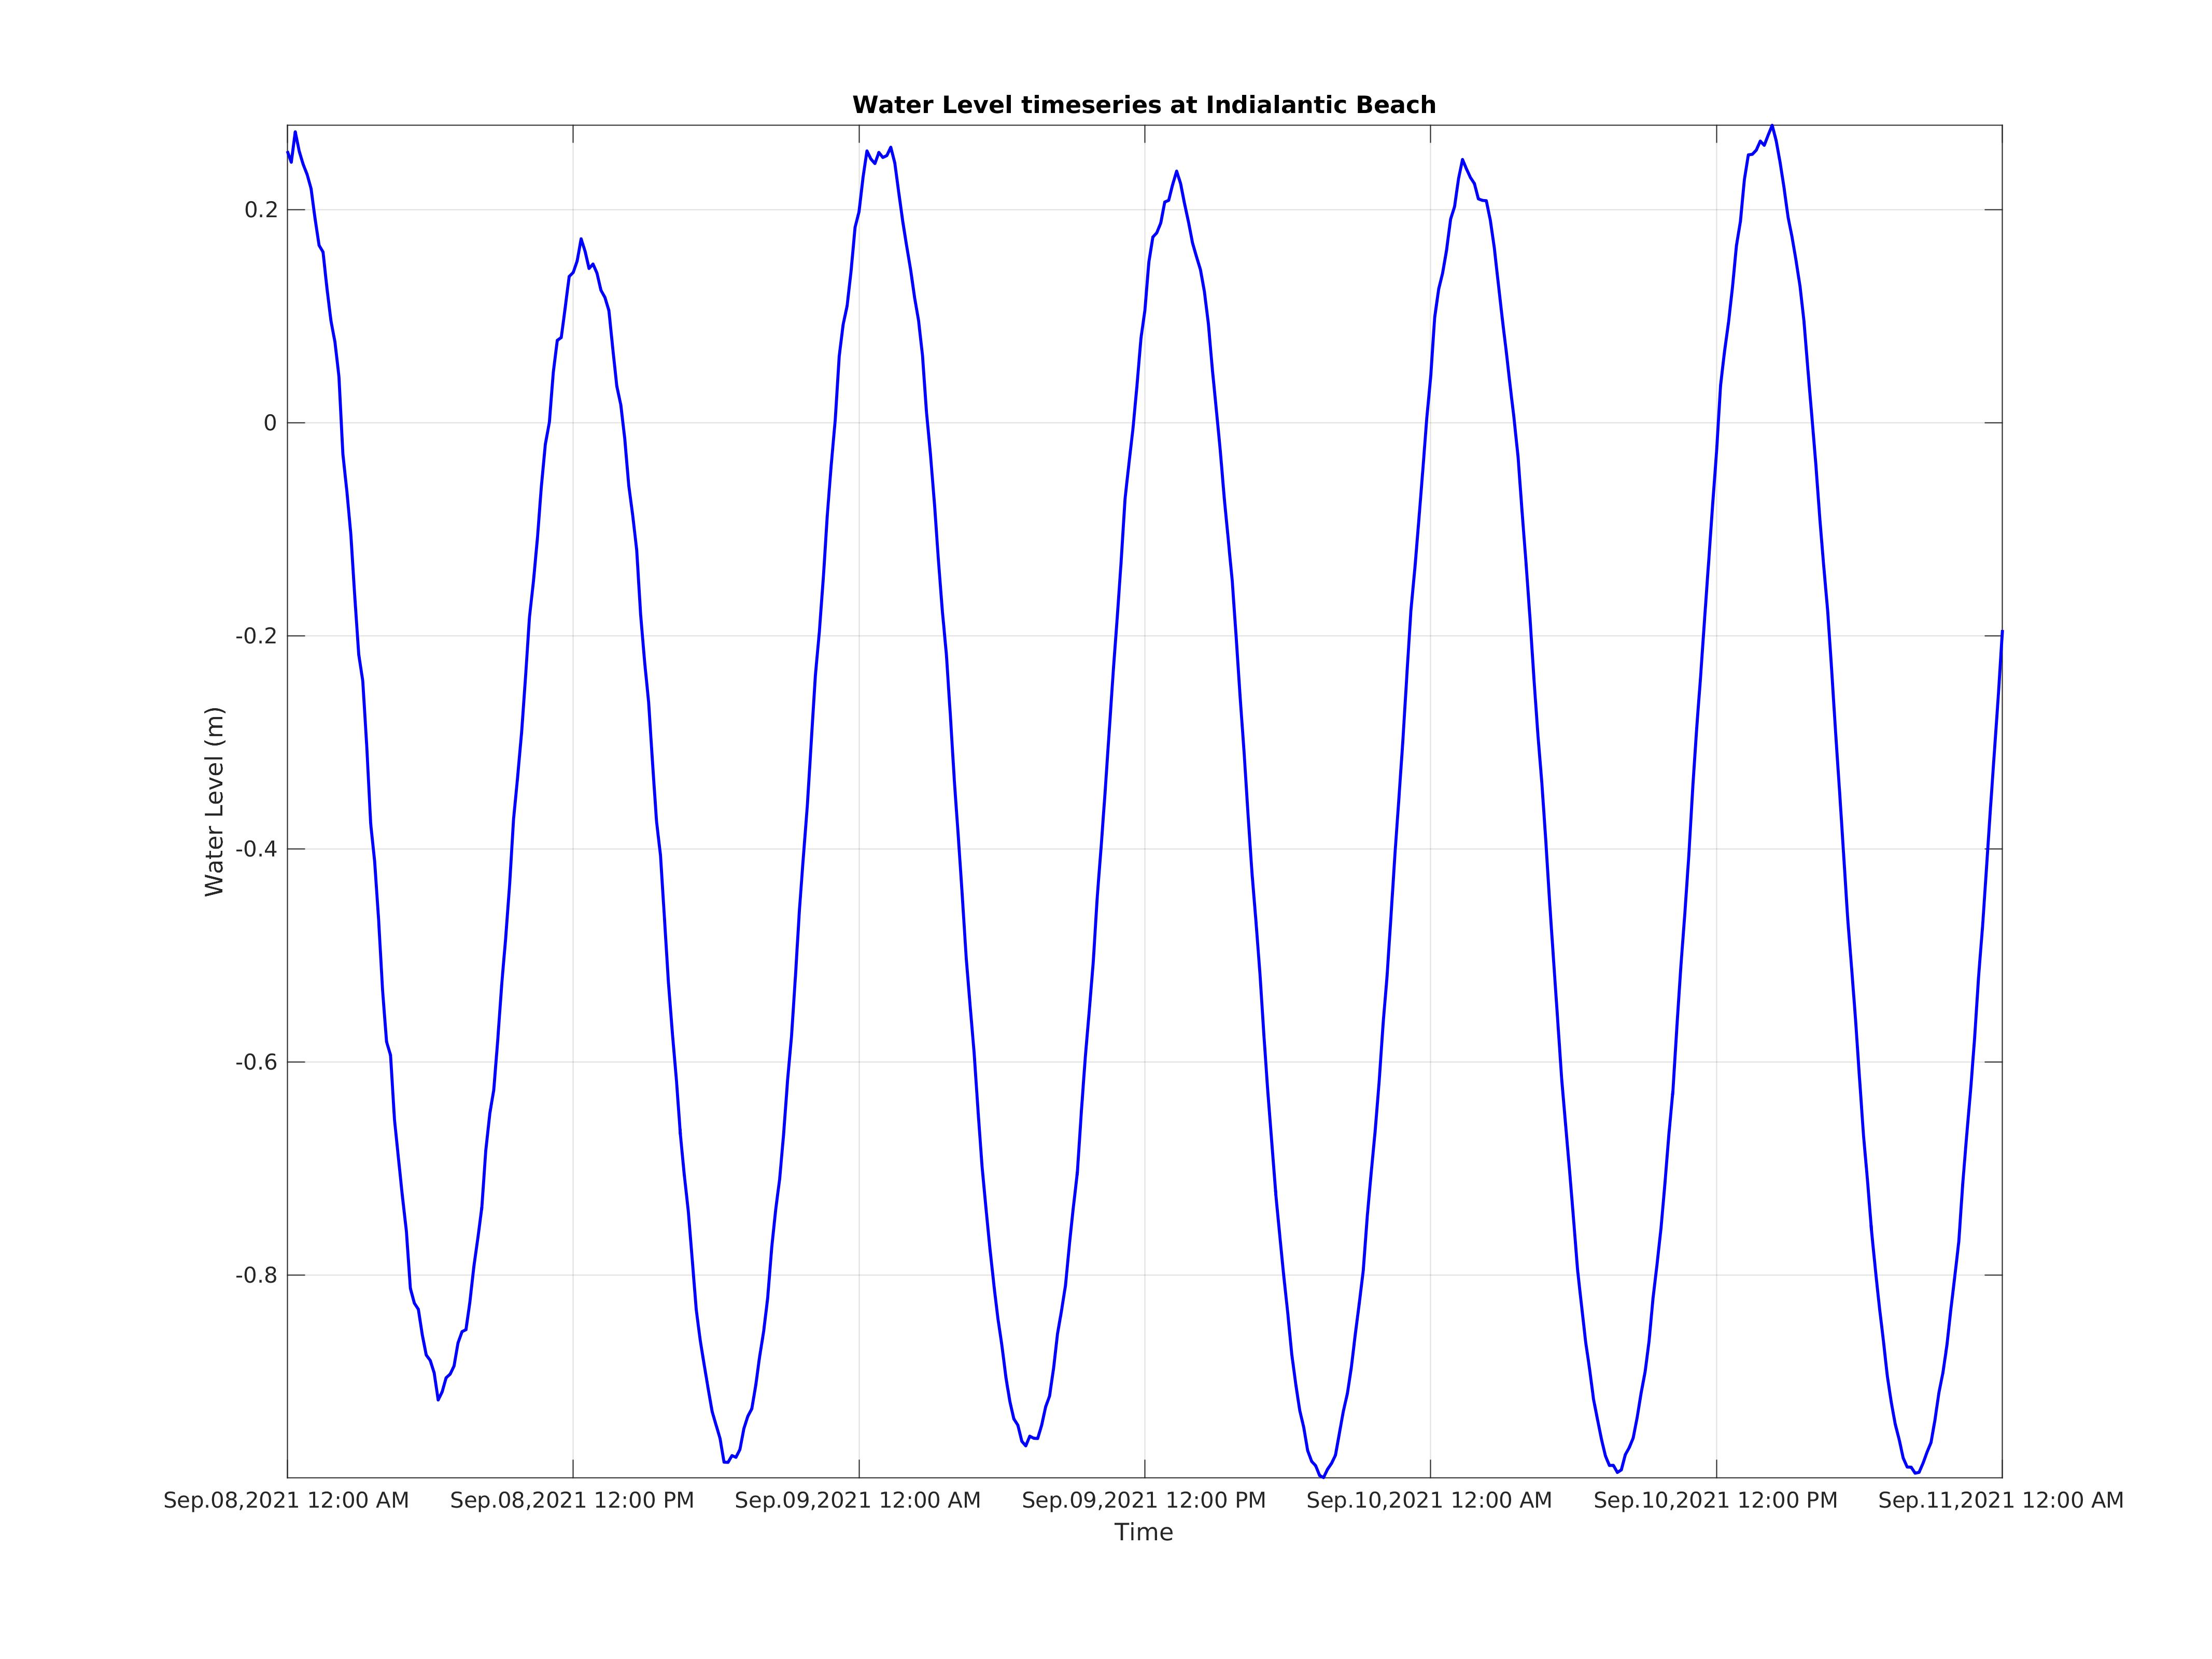 Water Level timeseries at Indialantic Beach
0.2
0
-0.2
-0.4
-0.6
-0.8
Water Level (m)
Sep.08,2021 12:00 AM
Sep.08,2021 12:00 PM
Sep.09,2021 12:00 AM
Sep.09,2021 12:00 PM
Sep.10,2021 12:00 AM
Sep.10,2021 12:00 PM
Sep.11,2021 12:00 AM
Time